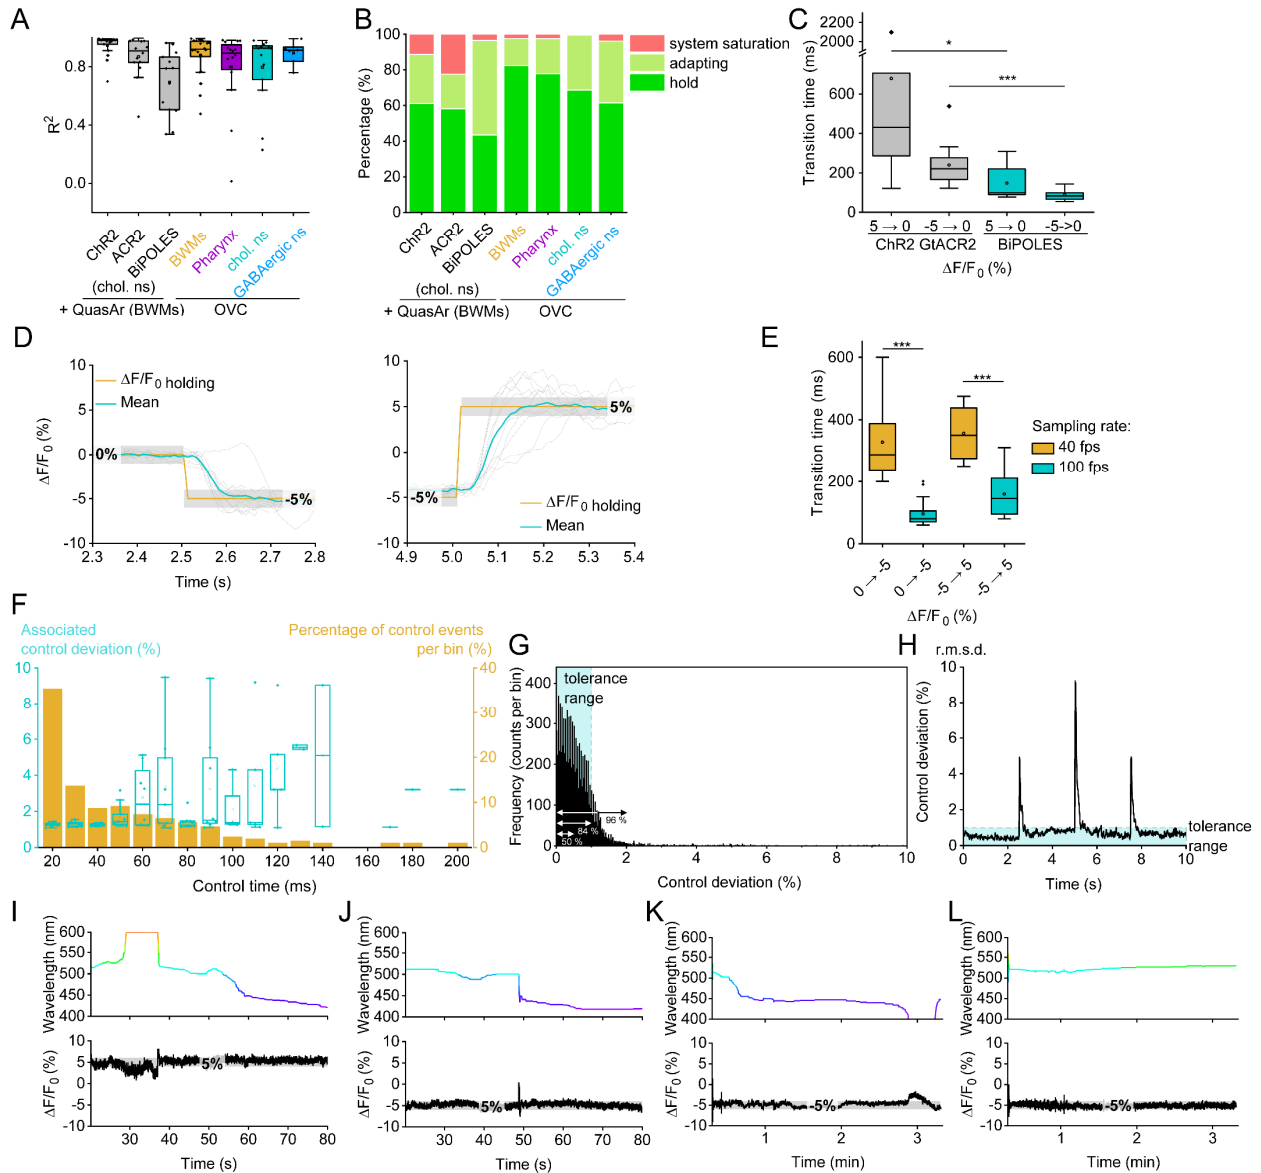 A
R²
0.8
0.4
0.0
ChR2
ACR2
BiPOLES
BWMs
Pharynx
chol. ns
GABAergic ns
(chol. ns)
+ QuasAr (BWMs)
OVC
B
Percentage (%)
100
80
60
40
20
0
system saturation
adapting
hold
ChR2
ACR2
BiPOLES
BWMs
Pharynx
chol. ns
GABAergic ns
(chol. ns)
+ QuasAr (BWMs)
OVC
C
Transition time (ms)
2200
2000
600
400
200
0
*
***
5 → 0
-5 → 0
5 → 0
-5->0
ChR2 GtACR2
BiPOLES
ΔF/F₀ (%)
D
ΔF/F₀ (%)
10
5
0
-5
-10
ΔF/F₀ holding
Mean
0%
-5%
2.3 2.4 2.5 2.6 2.7 2.8
Time (s)
10
5
0
-5
-10
5%
-5%
ΔF/F₀ holding
Mean
4.9 5.0 5.1 5.2 5.3 5.4
E
Transition time (ms)
600
400
200
0
***
***
Sampling rate:
40 fps
100 fps
0 → -5
0 → -5
-5 → 5
-5 → 5
ΔF/F₀ (%)
F
Associated
control deviation (%)
Percentage of control events
per bin (%)
10
8
6
4
2
0
40
30
20
10
0
20 40 60 80 100 120 140 160 180 200
Control time (ms)
G
Frequency (counts per bin)
400
300
200
100
0
tolerance
range
96 %
84 %
50 %
0 2 4 6 8 10
Control deviation (%)
H
r.m.s.d.
Control deviation (%)
10
8
6
4
2
0
tolerance
range
0 2 4 6 8 10
Time (s)
I
Wavelength (nm)
600
550
500
450
400
ΔF/F₀ (%)
10
5
0
-5
-10
5%
30 40 50 60 70 80
Time (s)
J
Wavelength (nm)
600
550
500
450
400
ΔF/F₀ (%)
10
5
0
-5
-10
5%
30 40 50 60 70 80
Time (s)
K
Wavelength (nm)
600
550
500
450
400
ΔF/F₀ (%)
10
5
0
-5
-10
-5%
1 2 3
Time (min)
L
Wavelength (nm)
600
550
500
450
400
ΔF/F₀ (%)
10
5
0
-5
-10
-5%
1 2 3
Time (min)